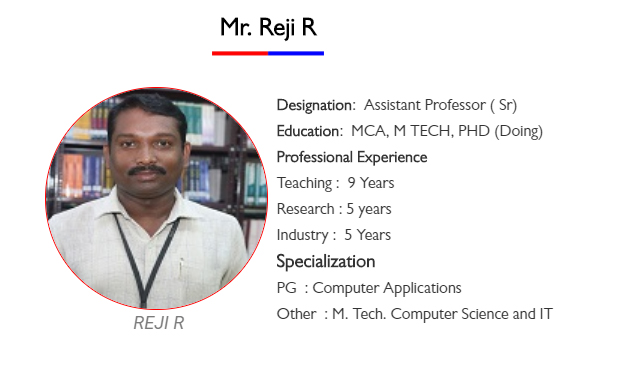 Mr. Reji R
Designation:  Assistant Professor ( Sr)
Education:  MCA, M TECH, PHD (Doing)
Professional Experience
Teaching :  9 Years
Research : 5 years
Industry :  5 Years
Specialization
PG  : Computer Applications
Other  : M. Tech. Computer Science and IT
REJI R